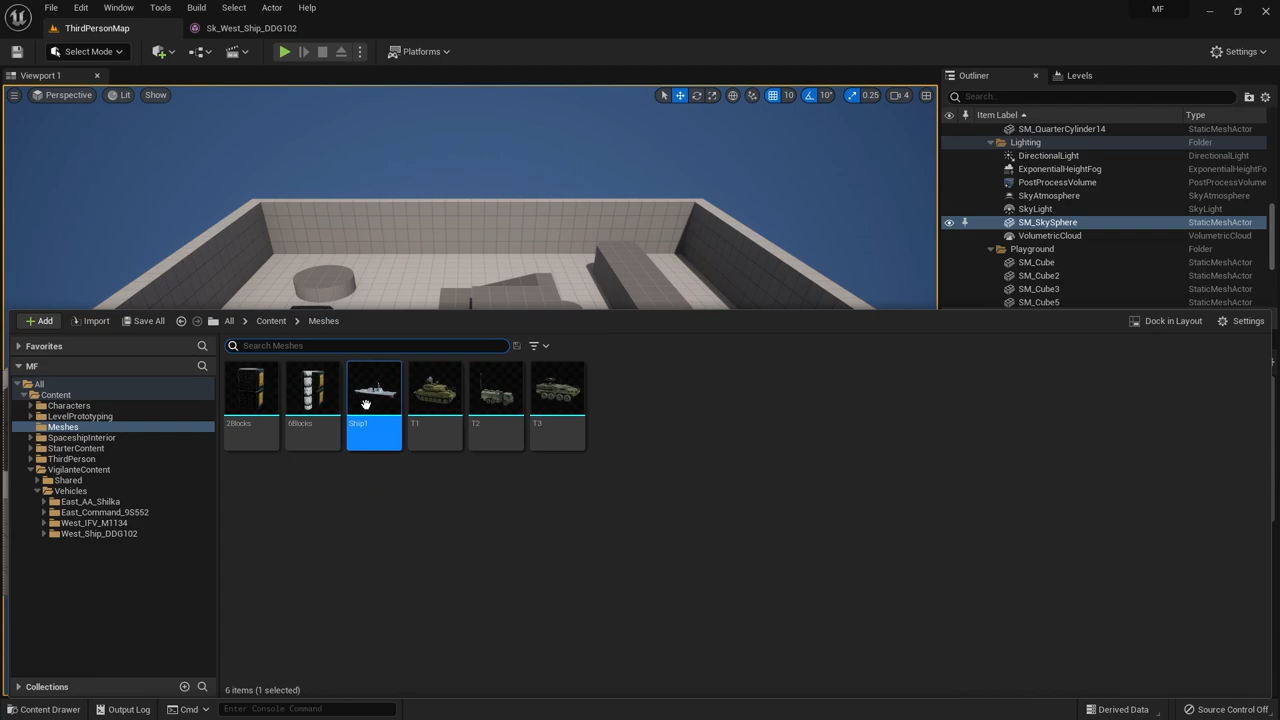 File Edit Window Tools Build Select Actor Help
MF
ThirdPersonMap
Sk_West_Ship_DDG102
Select Mode
Platforms
Settings
Viewport 1
Outliner
Levels
Perspective
Lit
Show
10
10°
0.25
4
Search...
Item Label
Type
SM_QuarterCylinder14 StaticMeshActor
Lighting Folder
DirectionalLight DirectionalLight
ExponentialHeightFog ExponentialHeightFo
PostProcessVolume PostProcessVolume
SkyAtmosphere SkyAtmosphere
SkyLight SkyLight
SM_SkySphere StaticMeshActor
VolumetricCloud VolumetricCloud
Playground Folder
SM_Cube StaticMeshActor
SM_Cube2 StaticMeshActor
SM_Cube3 StaticMeshActor
SM_Cube5 StaticMeshActor
+ Add
Import
Save All
All
Content
Meshes
Dock in Layout
Settings
Favorites
MF
All
Content
Characters
LevelPrototyping
Meshes
SpaceshipInterior
StarterContent
ThirdPerson
VigilanteContent
Shared
Vehicles
East_AA_Shilka
East_Command_9S552
West_IFV_M1134
West_Ship_DDG102
Collections
Search Meshes
2Blocks
6Blocks
Ship1
T1
T2
T3
6 items (1 selected)
Content Drawer
Output Log
Cmd
Enter Console Command
Derived Data
Source Control Off